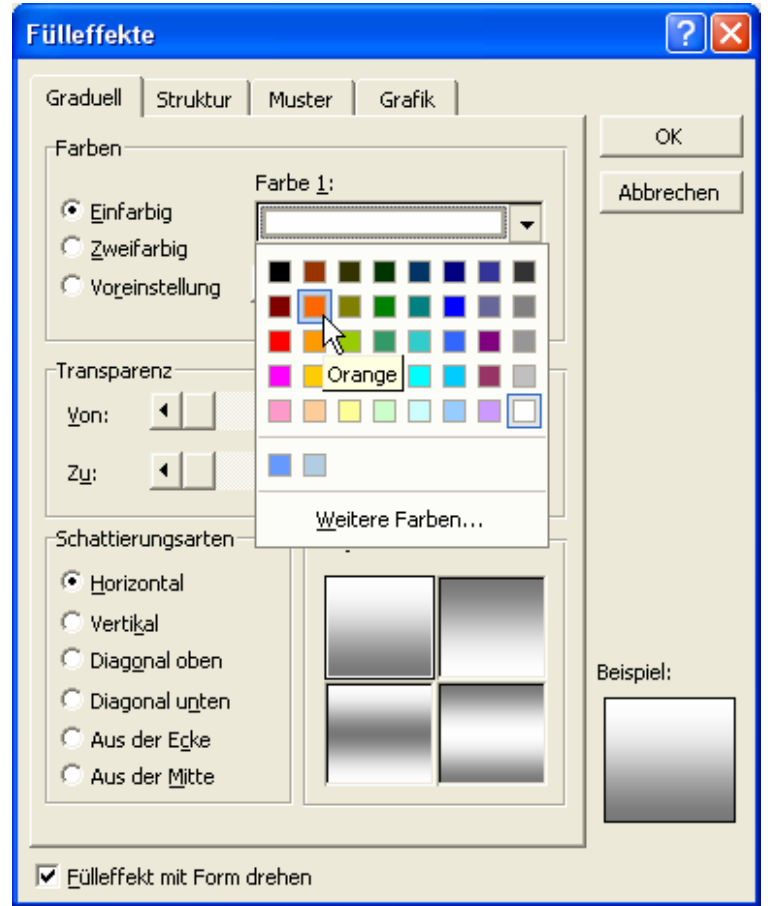 Fülleffekte
Graduell Struktur Muster Grafik
OK
Abbrechen
Farben
Farbe 1:
Einfarbig
Zweifarbig
Voreinstellung
Orange
Transparenz
Von:
Zu:
Weitere Farben...
Schattierungsarten
Horizontal
Vertikal
Diagonal oben
Diagonal unten
Aus der Ecke
Aus der Mitte
Beispiel:
Fülleffekt mit Form drehen